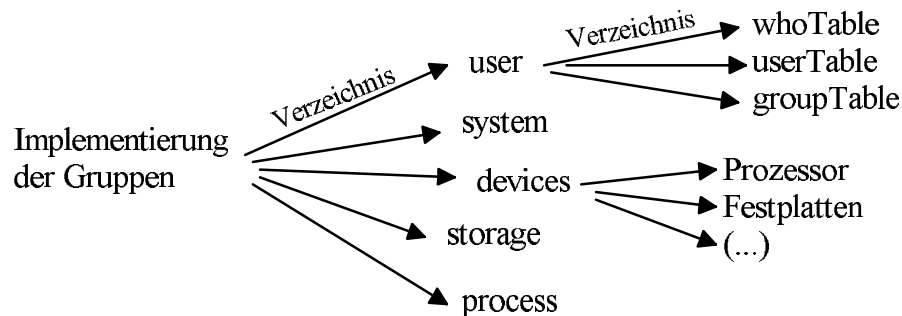 Implementierung
der Gruppen
Verzeichnis
user
system
devices
storage
process
Verzeichnis
whoTable
userTable
groupTable
Prozessor
Festplatten
(...)